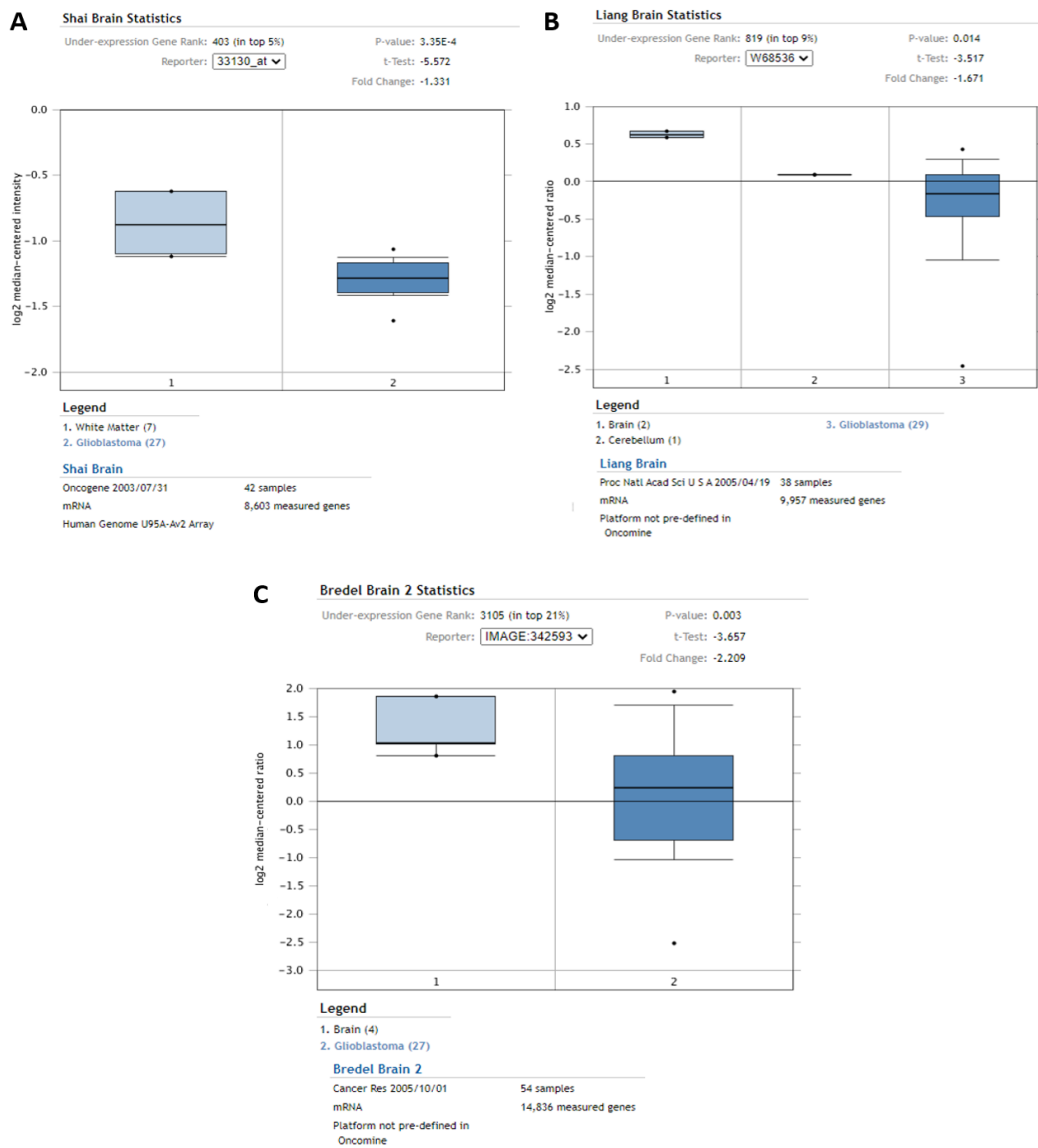 A
Shai Brain Statistics
Under-expression Gene Rank: 403 (in top 5%) P-value: 3.35E-4
Reporter: 33130_at t-Test: -5.572
Fold Change: -1.331
log2 median-centered intensity
0.0
-0.5
-1.0
-1.5
-2.0
1 2
Legend
1. White Matter (7)
2. Glioblastoma (27)
Shai Brain
Oncogene 2003/07/31 42 samples
mRNA 8,603 measured genes
Human Genome U95A-Av2 Array
B
Liang Brain Statistics
Under-expression Gene Rank: 819 (in top 9%) P-value: 0.014
Reporter: W68536 t-Test: -3.517
Fold Change: -1.671
log2 median-centered ratio
1.0
0.5
0.0
-0.5
-1.0
-1.5
-2.0
-2.5
1 2 3
Legend
1. Brain (2) 3. Glioblastoma (29)
2. Cerebellum (1)
Liang Brain
Proc Natl Acad Sci U S A 2005/04/19 38 samples
mRNA 9,957 measured genes
Platform not pre-defined in
Oncomine
C
Bredel Brain 2 Statistics
Under-expression Gene Rank: 3105 (in top 21%) P-value: 0.003
Reporter: IMAGE:342593 t-Test: -3.657
Fold Change: -2.209
log2 median-centered ratio
2.0
1.5
1.0
0.5
0.0
-0.5
-1.0
-1.5
-2.0
-2.5
-3.0
1 2
Legend
1. Brain (4)
2. Glioblastoma (27)
Bredel Brain 2
Cancer Res 2005/10/01 54 samples
mRNA 14,836 measured genes
Platform not pre-defined in
Oncomine